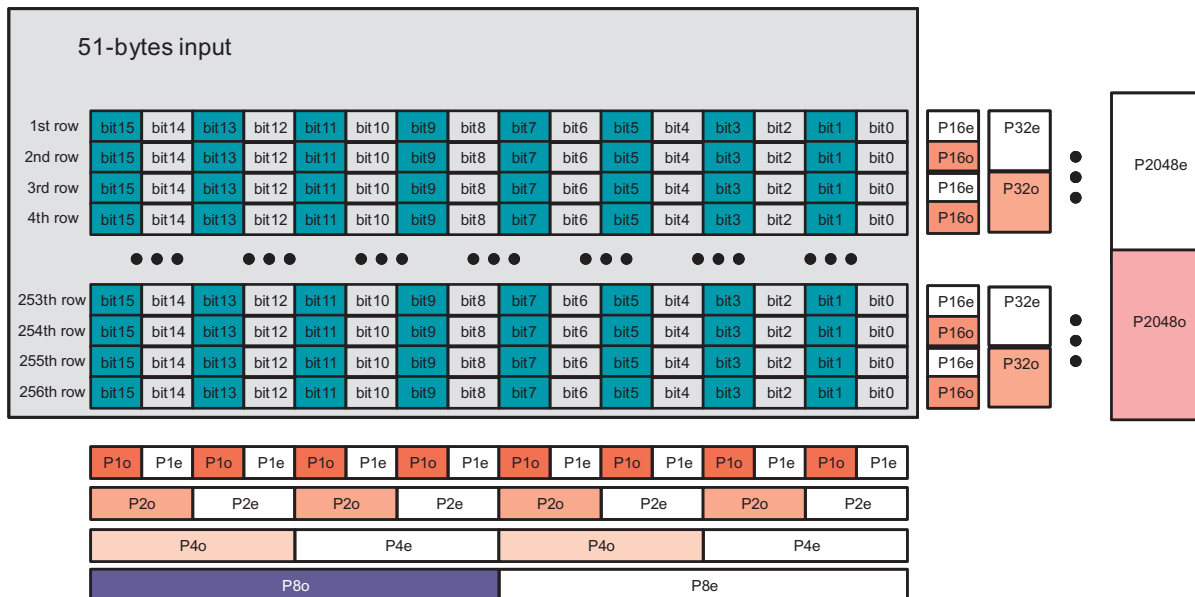 51-bytes input
1st row bit15 bit14 bit13 bit12 bit11 bit10 bit9 bit8 bit7 bit6 bit5 bit4 bit3 bit2 bit1 bit0 P16e P32e
2nd row bit15 bit14 bit13 bit12 bit11 bit10 bit9 bit8 bit7 bit6 bit5 bit4 bit3 bit2 bit1 bit0 P16o P2048e
3rd row bit15 bit14 bit13 bit12 bit11 bit10 bit9 bit8 bit7 bit6 bit5 bit4 bit3 bit2 bit1 bit0 P16e P32o
4th row bit15 bit14 bit13 bit12 bit11 bit10 bit9 bit8 bit7 bit6 bit5 bit4 bit3 bit2 bit1 bit0 P16o
253th row bit15 bit14 bit13 bit12 bit11 bit10 bit9 bit8 bit7 bit6 bit5 bit4 bit3 bit2 bit1 bit0 P16e P32e
254th row bit15 bit14 bit13 bit12 bit11 bit10 bit9 bit8 bit7 bit6 bit5 bit4 bit3 bit2 bit1 bit0 P16o P2048o
255th row bit15 bit14 bit13 bit12 bit11 bit10 bit9 bit8 bit7 bit6 bit5 bit4 bit3 bit2 bit1 bit0 P16e P32o
256th row bit15 bit14 bit13 bit12 bit11 bit10 bit9 bit8 bit7 bit6 bit5 bit4 bit3 bit2 bit1 bit0 P16o
P1o P1e P1o P1e P1o P1e P1o P1e P1o P1e P1o P1e P1o P1e P1o P1e
P2o P2e P2o P2e P2o P2e P2o P2e
P4o P4e P4o P4e
P8o P8e